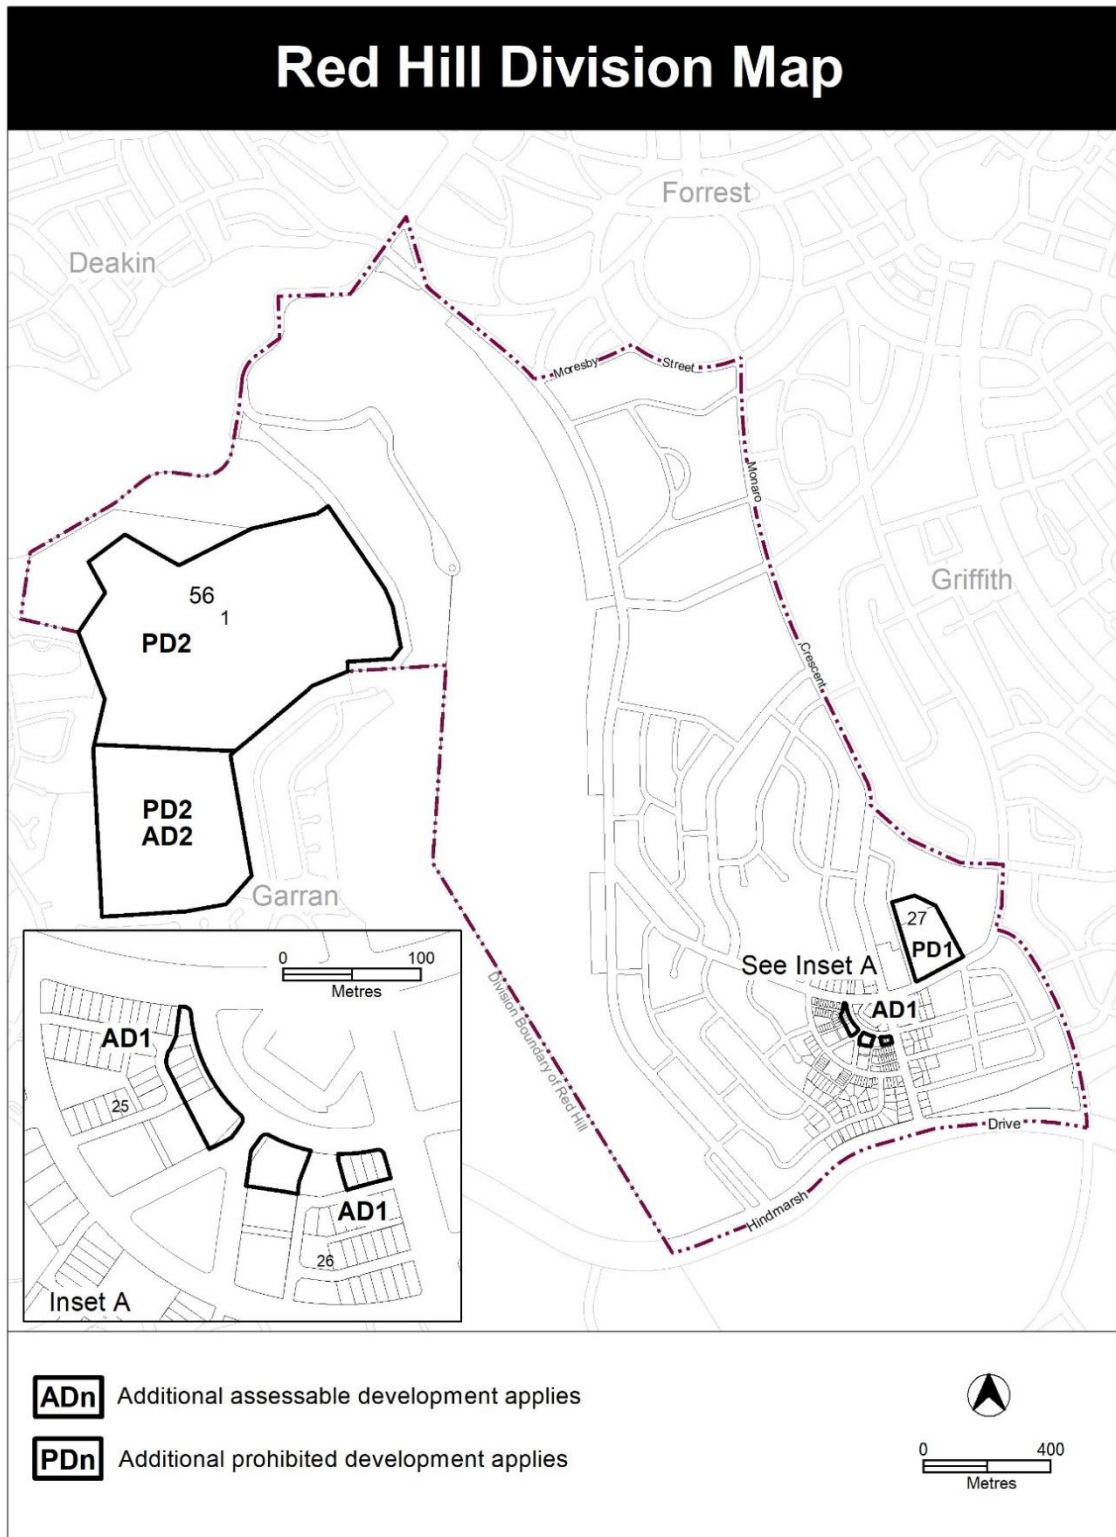 Red Hill Division Map
Forrest
Deakin
Moresby
Street
Monaro
Griffith
56
1
PD2
Crescent
PD2
AD2
Garran
27
PD1
See Inset A
AD1
Division Boundary of Red Hill
Drive
Hindmarsh
0 100
Metres
AD1
25
AD1
26
Inset A
ADn Additional assessable development applies
PDn Additional prohibited development applies
0 400
Metres